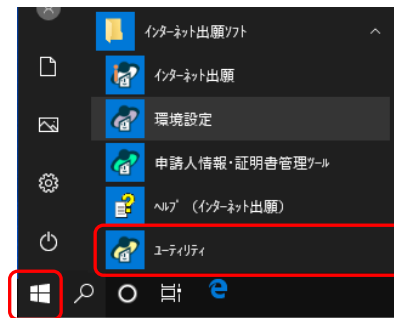 ｲﾝﾀｰﾈｯﾄ出願ｿﾌﾄ
ｲﾝﾀｰﾈｯﾄ出願
環境設定
申請人情報･証明書管理ﾂｰﾙ
ﾍﾙﾌﾟ (ｲﾝﾀｰﾈｯﾄ出願)
ﾕｰﾃｨﾘﾃｨ